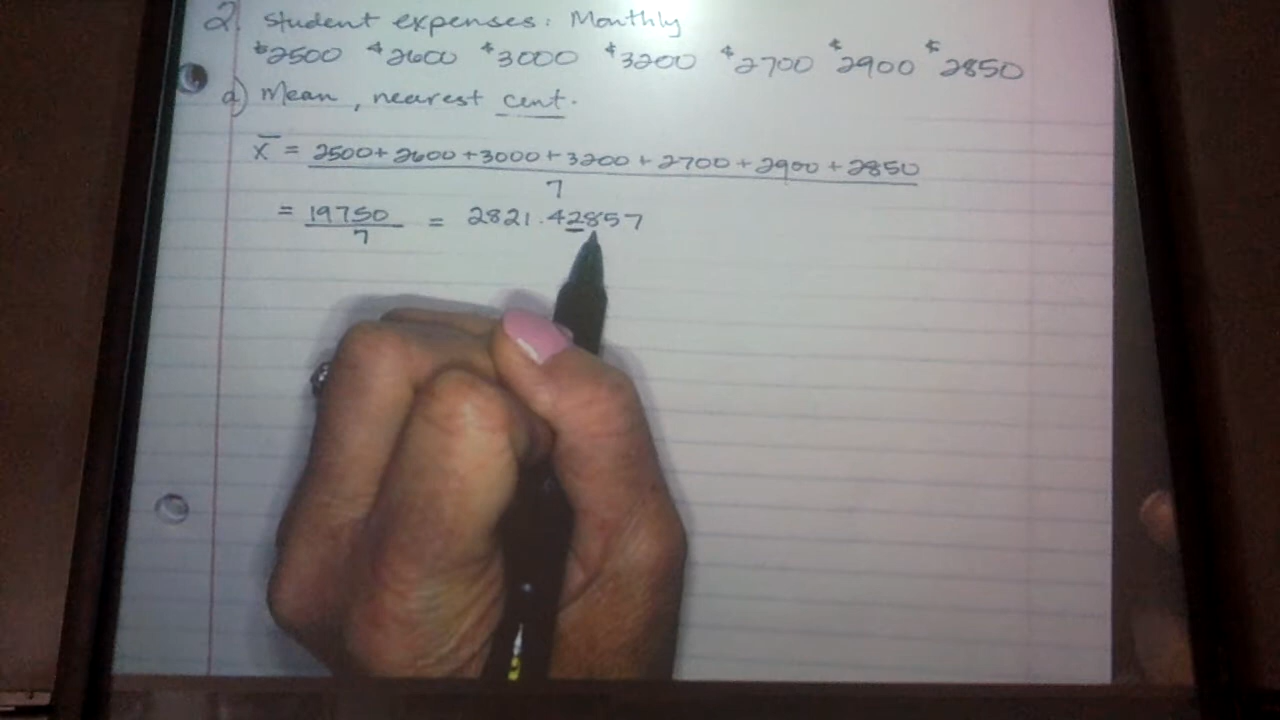 2. Student expenses: Monthly
$2500 $2600 $3000 $3200 $2700 $2900 $2850
a) Mean, nearest cent.
x̄ = 2500+2600+3000+3200+2700+2900+2850
7
= 19750 = 2821.42857
7